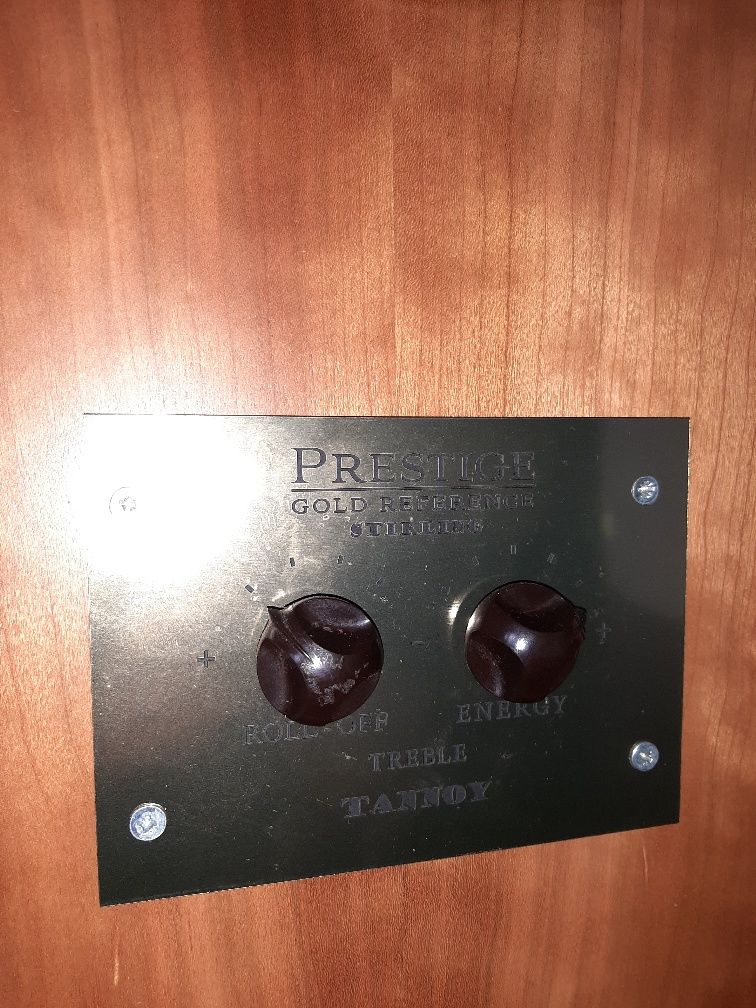 PRESTIGE
GOLD REFERENCE
STIRLING
+ - +
ROLL-OFF ENERGY
TREBLE
TANNOY